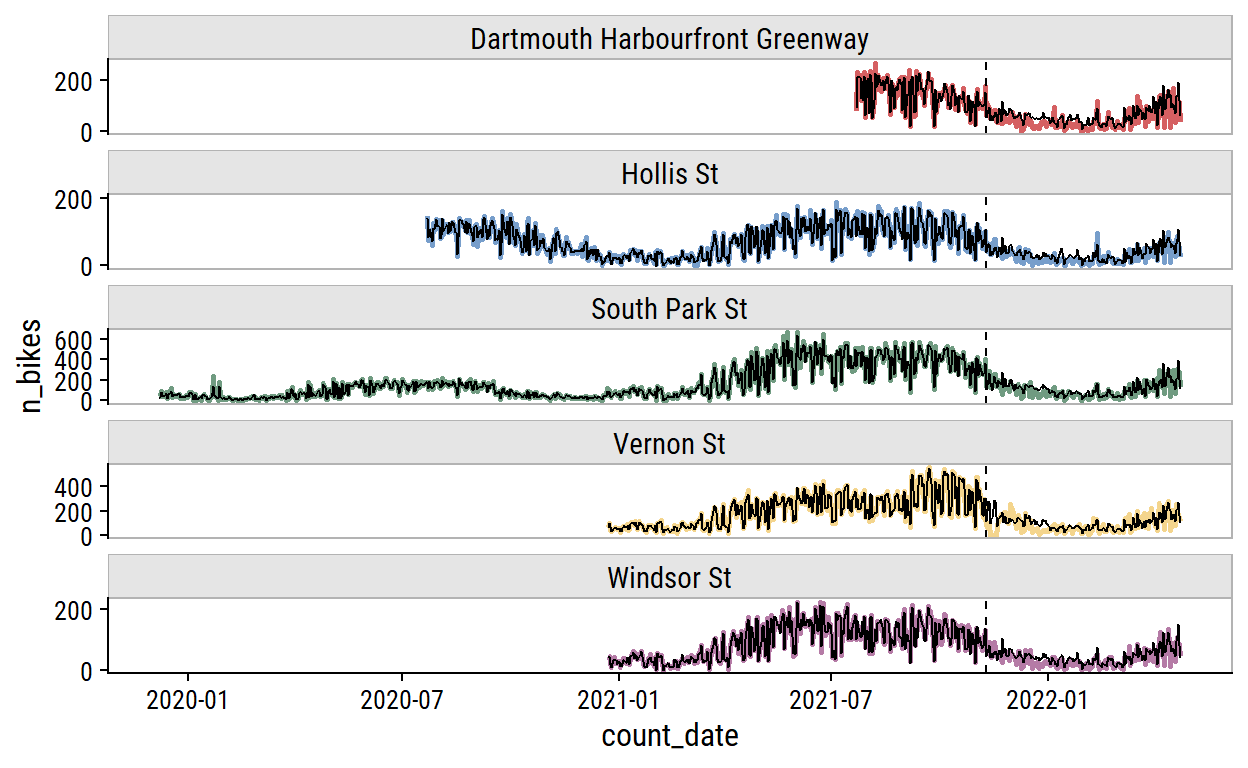 Dartmouth Harbourfront Greenway
200
0
Hollis St
200
0
South Park St
600
400
200
0
Vernon St
400
200
0
Windsor St
200
0
n_bikes
2020-01 2020-07 2021-01 2021-07 2022-01
count_date